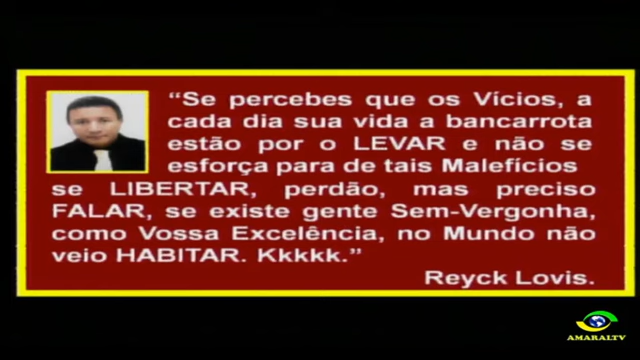 “Se percebes que os Vícios, a
cada dia sua vida a bancarrota
estão por o LEVAR e não se
esforça para de tais Malefícios
se LIBERTAR, perdão, mas preciso
FALAR, se existe gente Sem-Vergonha,
como Vossa Excelência, no Mundo não
veio HABITAR. Kkkkk.”
Reyck Lovis.
AMARALTV